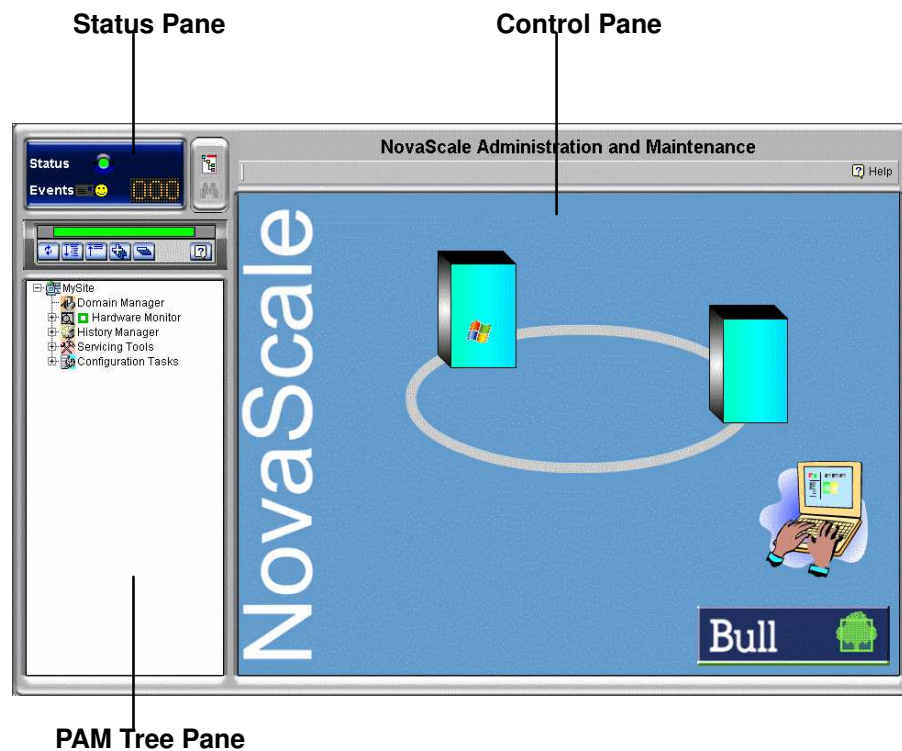 Status Pane
Control Pane
NovaScale Administration and Maintenance
Status
Events
000
Help
MySite
Domain Manager
Hardware Monitor
History Manager
Servicing Tools
Configuration Tasks
NovaScale
Bull
PAM Tree Pane